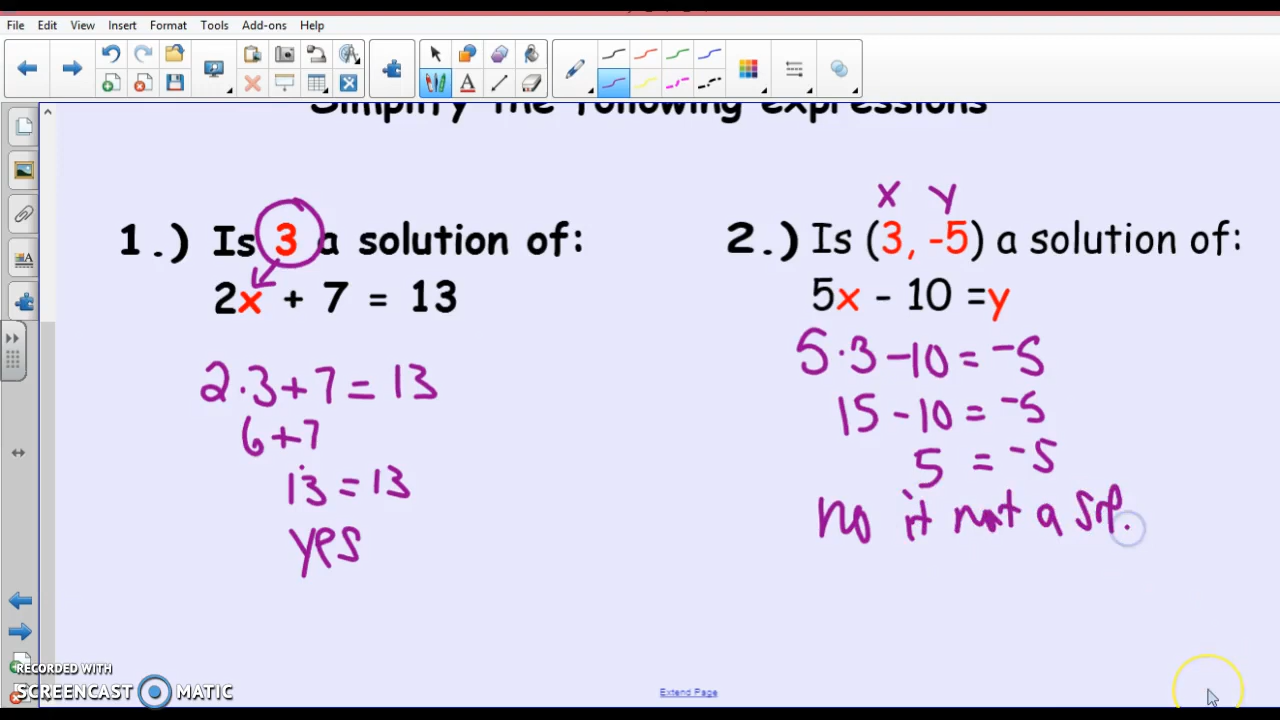 File Edit View Insert Format Tools Add-ons Help
Simplify the following expressions
1.) Is 3 a solution of:
2x + 7 = 13
2·3+7=13
6+7
13=13
yes
x y
2.) Is (3, -5) a solution of:
5x - 10 =y
5·3-10=-5
15-10=-5
5=-5
no it not a sol.
RECORDED WITH
SCREENCAST MATIC
Extend Page